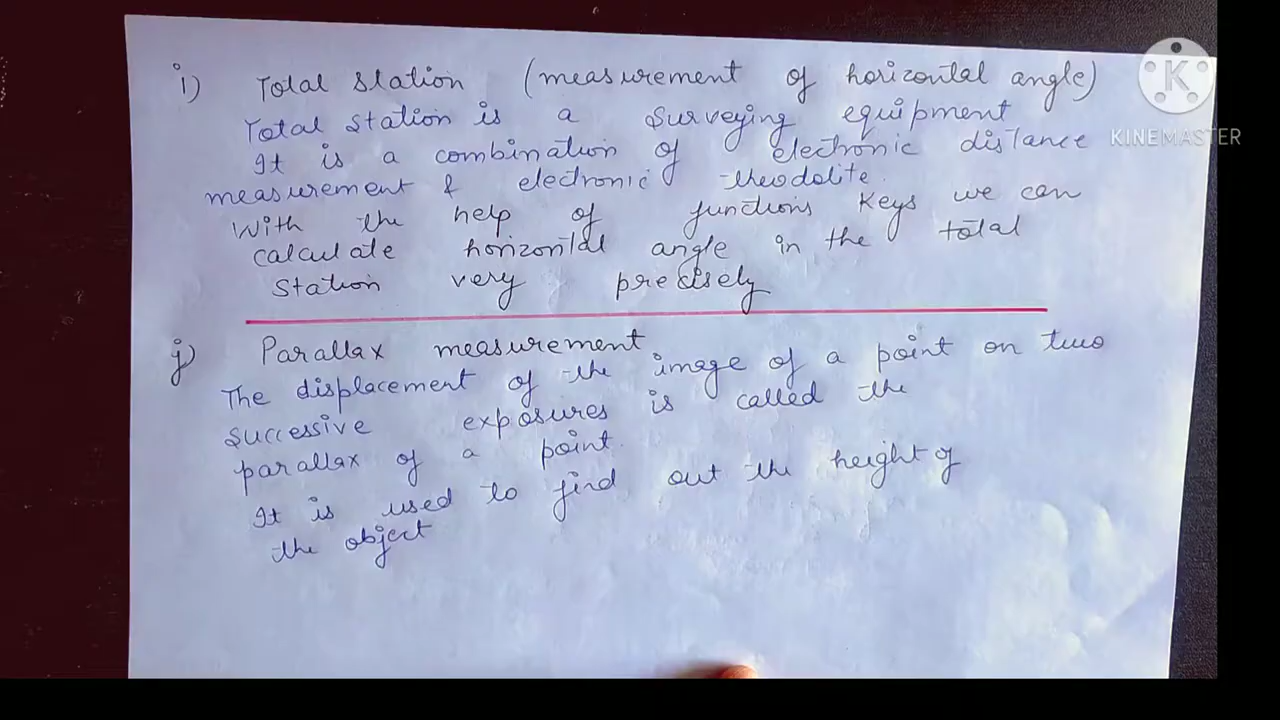 i) Total Station (measurement of horizontal angle)
Total Station is a Surveying equipment
It is a combination of electronic distance
measurement & electronic theodolite.
With the help of functions Keys we can
calculate horizontal angle in the total
Station very precisely
j) Parallax measurement
The displacement of the image of a point on two
Successive exposures is called the
parallax of a point.
It is used to find out the height of
the object
K
KINEMASTER